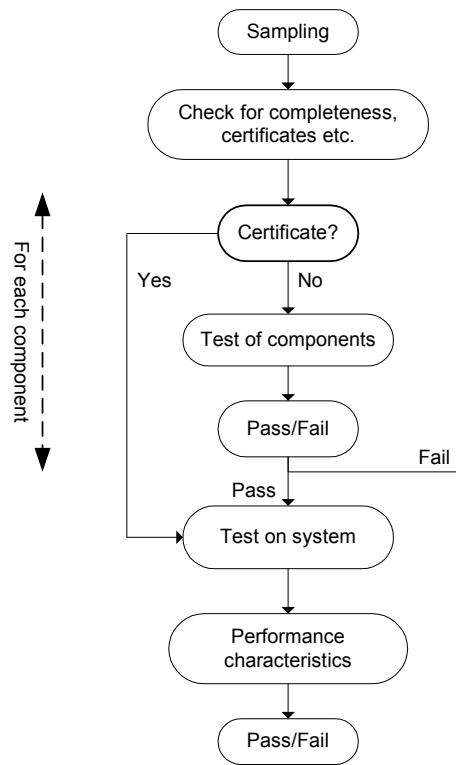 Sampling
Check for completeness,
certificates etc.
Certificate?
Yes
No
For each component
Test of components
Pass/Fail
Fail
Pass
Test on system
Performance
characteristics
Pass/Fail